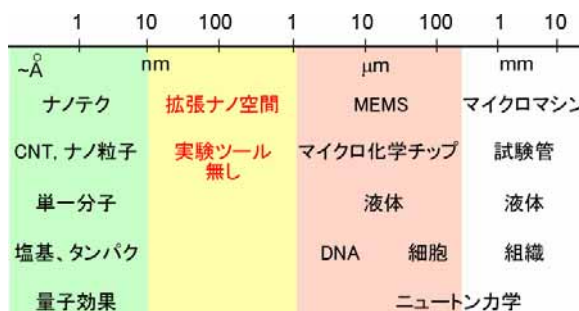 1 10 100 1 10 100 1 10
~Å nm μm mm
ナノテク 拡張ナノ空間 MEMS マイクロマシン
CNT, ナノ粒子 実験ツール マイクロ化学チップ 試験管
無し
単一分子 液体 液体
塩基、タンパク DNA 細胞 組織
量子効果 ニュートン力学